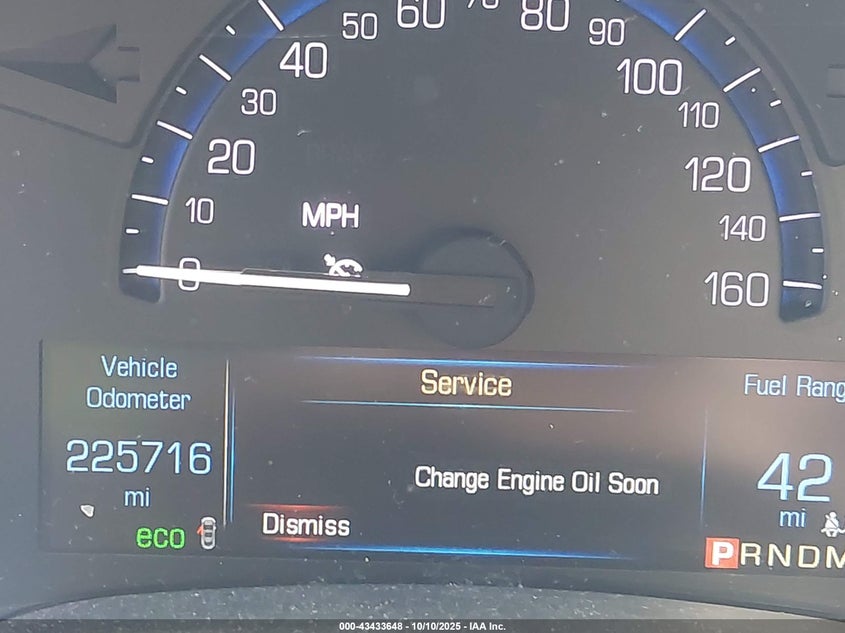 50 60 70 80 90
40 100
30 110
20 120
10 MPH 140
0 160
Vehicle
Odometer
225716
mi
eco
Service
Change Engine Oil Soon
Dismiss
Fuel Rang
42
mi
PRNDM
000-43433648 - 10/10/2025 - IAA Inc.